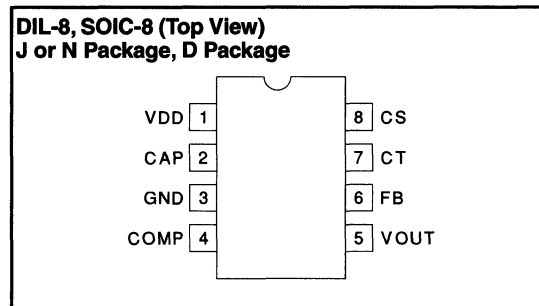 DIL-8, SOIC-8 (Top View)
J or N Package, D Package
VDD 1 8 CS
CAP 2 7 CT
GND 3 6 FB
COMP 4 5 VOUT